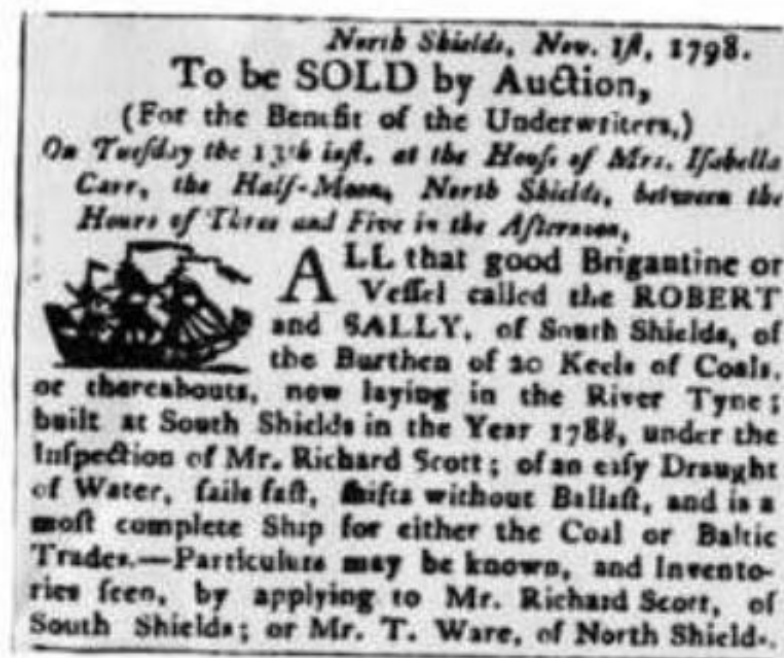 North Shields, Nov. 1ſt, 1798.
To be SOLD by Auction,
(For the Benefit of the Underwriters,)
On Tueſday the 13th inſt. at the Houſe of Mrs. Iſabella
Carr, the Half-Moon, North Shields, between the
Hours of Three and Five in the Afternoon,
ALL that good Brigantine or
Veſſel called the ROBERT
and SALLY, of South Shields, of
the Burthen of 20 Keels of Coals,
or thereabouts, now laying in the River Tyne;
built at South Shields in the Year 1788, under the
Inſpection of Mr. Richard Scott; of an eaſy Draught
of Water, ſails faſt, ſhifts without Ballaſt, and is a
moſt complete Ship for either the Coal or Baltic
Trades.—Particulars may be known, and Invento-
ries ſeen, by applying to Mr. Richard Scott, of
South Shields; or Mr. T. Ware, of North Shields.